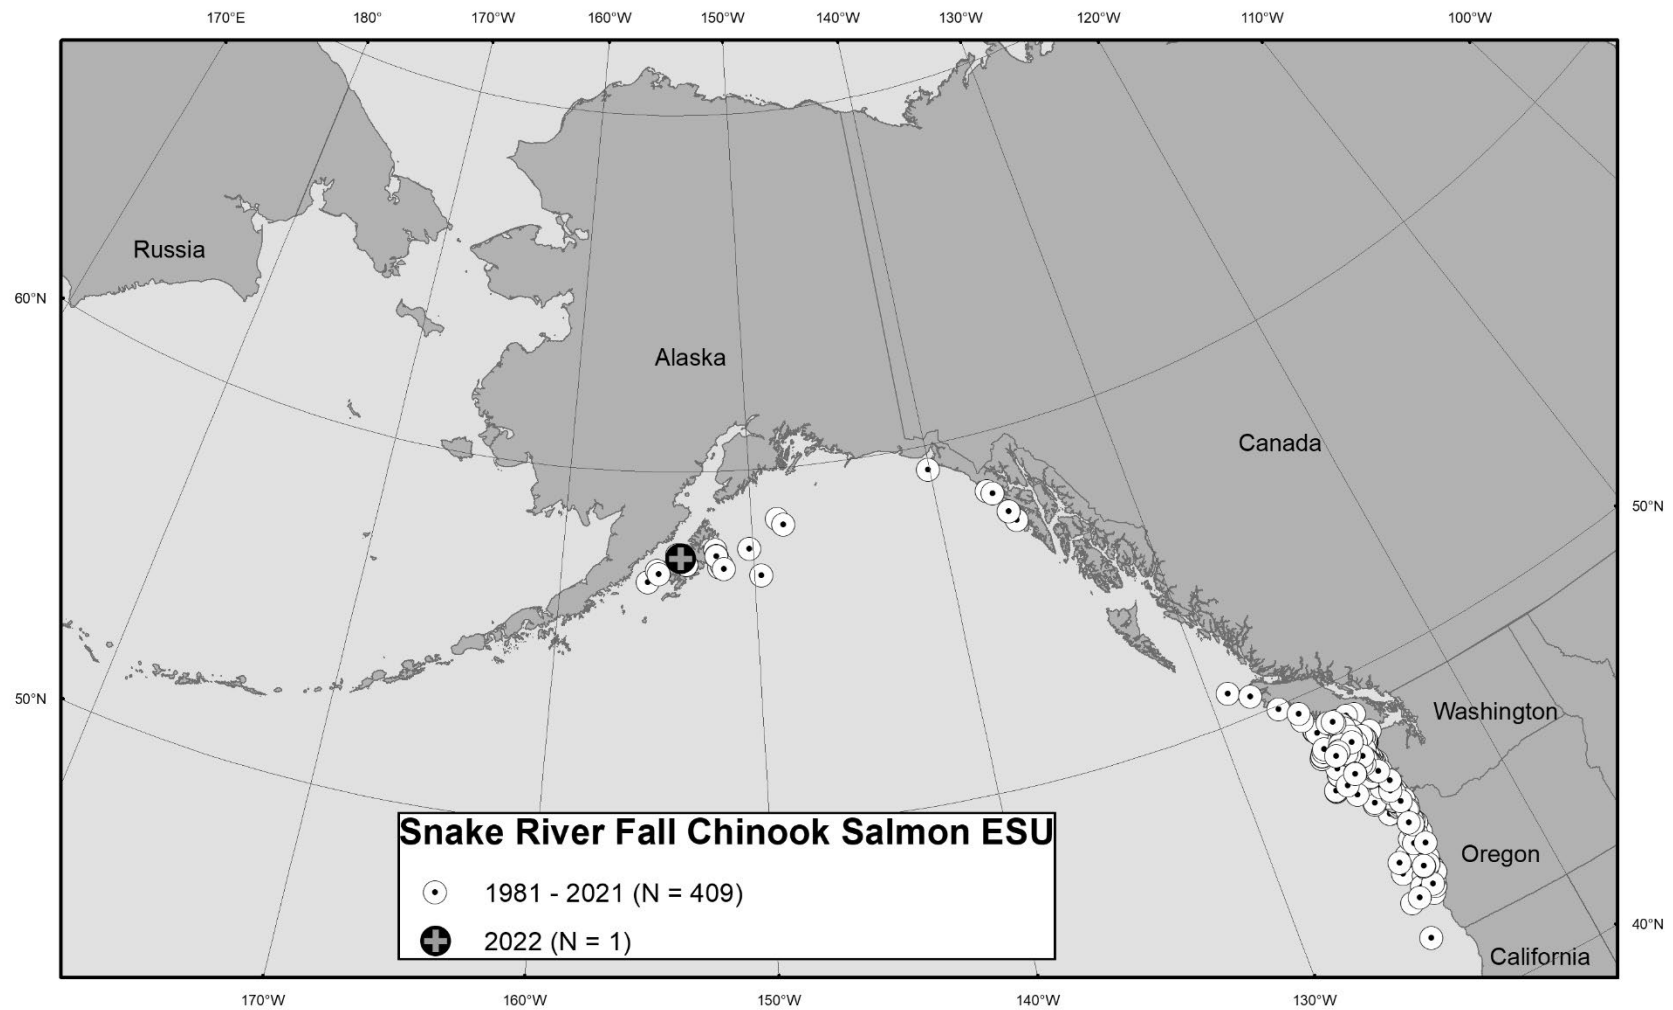 170°E 180° 170°W 160°W 150°W 140°W 130°W 120°W 110°W 100°W
Russia
60°N
Alaska
Canada
50°N
50°N
Washington
Snake River Fall Chinook Salmon ESU
Oregon
1981 - 2021 (N = 409)
40°N
2022 (N = 1)
California
170°W 160°W 150°W 140°W 130°W